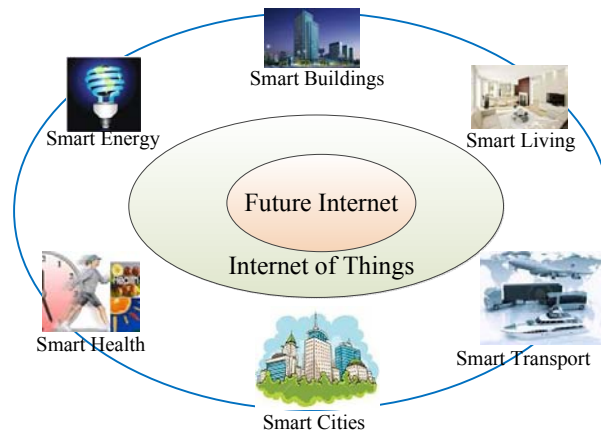 Smart Buildings
Smart Energy
Smart Living
Future Internet
Internet of Things
Smart Health
Smart Transport
Smart Cities